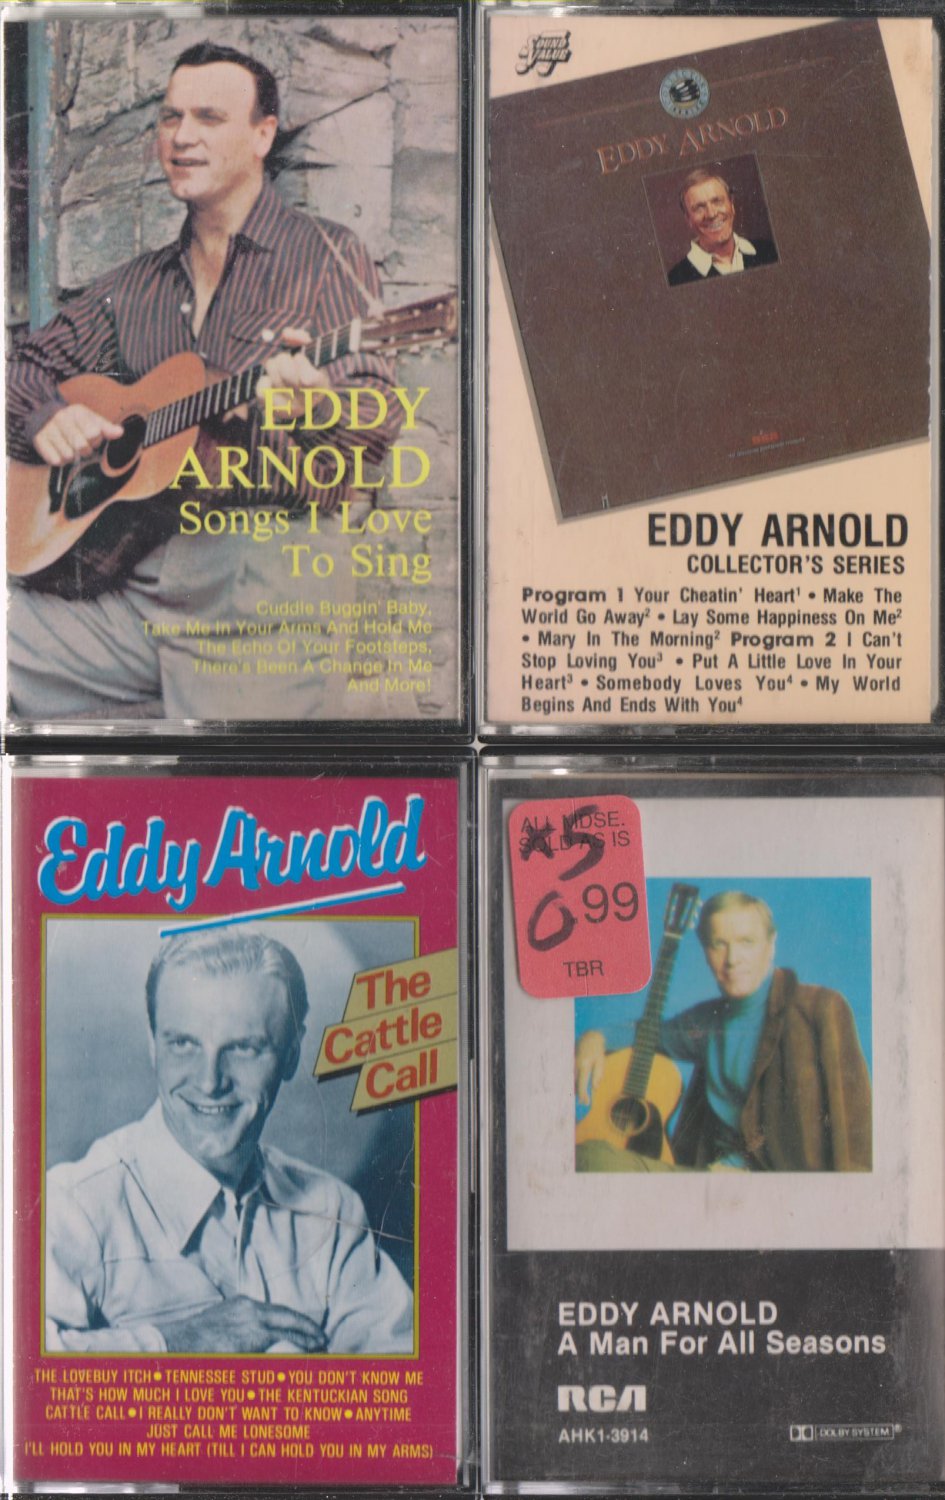 EDDY
ARNOLD
Songs I Love
To Sing
Cuddle Buggin' Baby,
Take Me In Your Arms And Hold Me
The Echo Of Your Footsteps,
There's Been A Change In Me
And More!
SOUND
VALUE
EDDY ARNOLD
EDDY ARNOLD
COLLECTOR'S SERIES
Program 1 Your Cheatin' Heart¹ • Make The
World Go Away² • Lay Some Happiness On Me²
• Mary In The Morning² Program 2 I Can't
Stop Loving You³ • Put A Little Love In Your
Heart³ • Somebody Loves You⁴ • My World
Begins And Ends With You⁴
Eddy Arnold
The
Cattle
Call
THE LOVEBUY ITCH • TENNESSEE STUD • YOU DON'T KNOW ME
THAT'S HOW MUCH I LOVE YOU • THE KENTUCKIAN SONG
CATTLE CALL • I REALLY DON'T WANT TO KNOW • ANYTIME
JUST CALL ME LONESOME
I'LL HOLD YOU IN MY HEART (TILL I CAN HOLD YOU IN MY ARMS)
ALL MDSE.
SOLD AS IS
x5
0.99
TBR
EDDY ARNOLD
A Man For All Seasons
RCA
AHK1-3914
DOLBY SYSTEM®